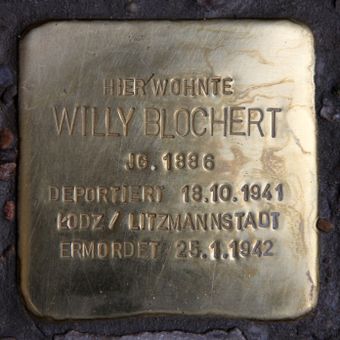 HIER WOHNTE
WILLY BLOCHERT
JG. 1886
DEPORTIERT 18.10.1941
ŁODZ / LITZMANNSTADT
ERMORDET 25.1.1942